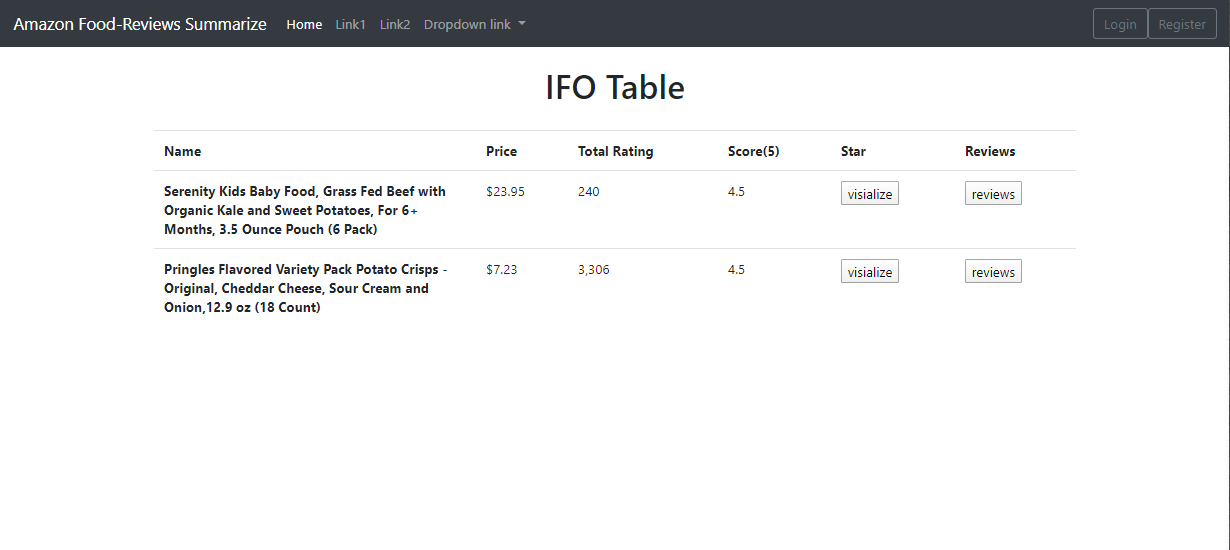 Amazon Food-Reviews Summarize Home Link1 Link2 Dropdown link Login Register
IFO Table
Name Price Total Rating Score(5) Star Reviews
Serenity Kids Baby Food, Grass Fed Beef with $23.95 240 4.5 visialize reviews
Organic Kale and Sweet Potatoes, For 6+
Months, 3.5 Ounce Pouch (6 Pack)
Pringles Flavored Variety Pack Potato Crisps - $7.23 3,306 4.5 visialize reviews
Original, Cheddar Cheese, Sour Cream and
Onion,12.9 oz (18 Count)